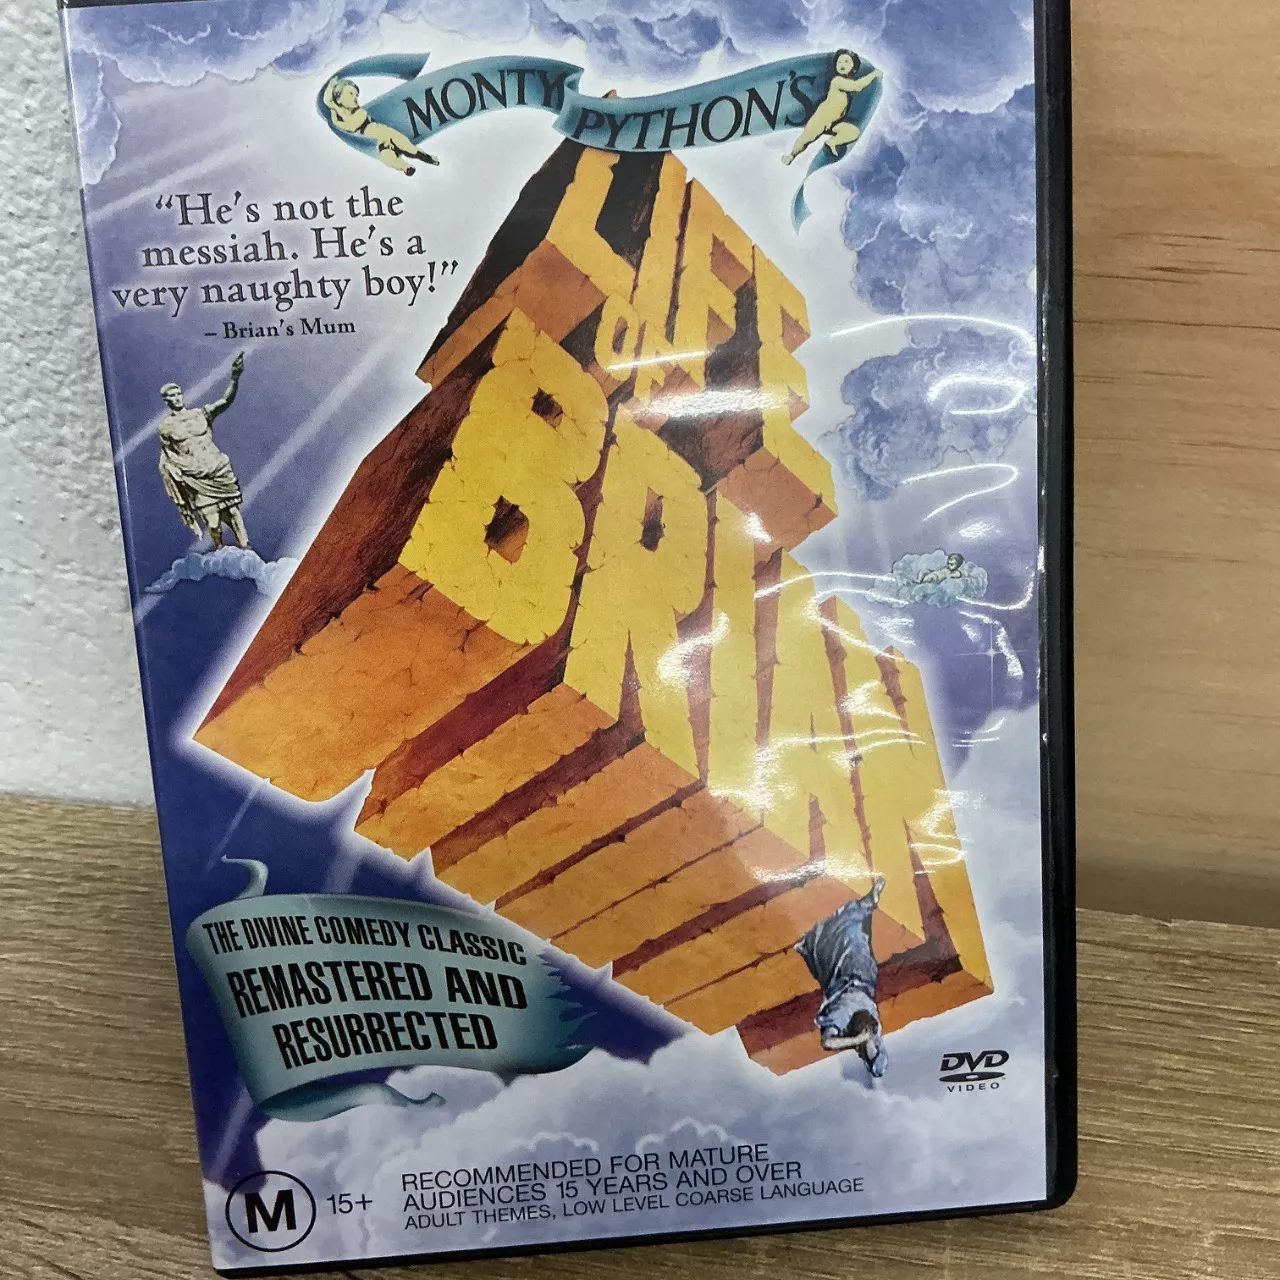 MONTY PYTHON'S
LIFE
OF
BRIAN
“He's not the
messiah. He's a
very naughty boy!”
– Brian's Mum
THE DIVINE COMEDY CLASSIC
REMASTERED AND
RESURRECTED
DVD
VIDEO
M 15+
RECOMMENDED FOR MATURE
AUDIENCES 15 YEARS AND OVER
ADULT THEMES, LOW LEVEL COARSE LANGUAGE